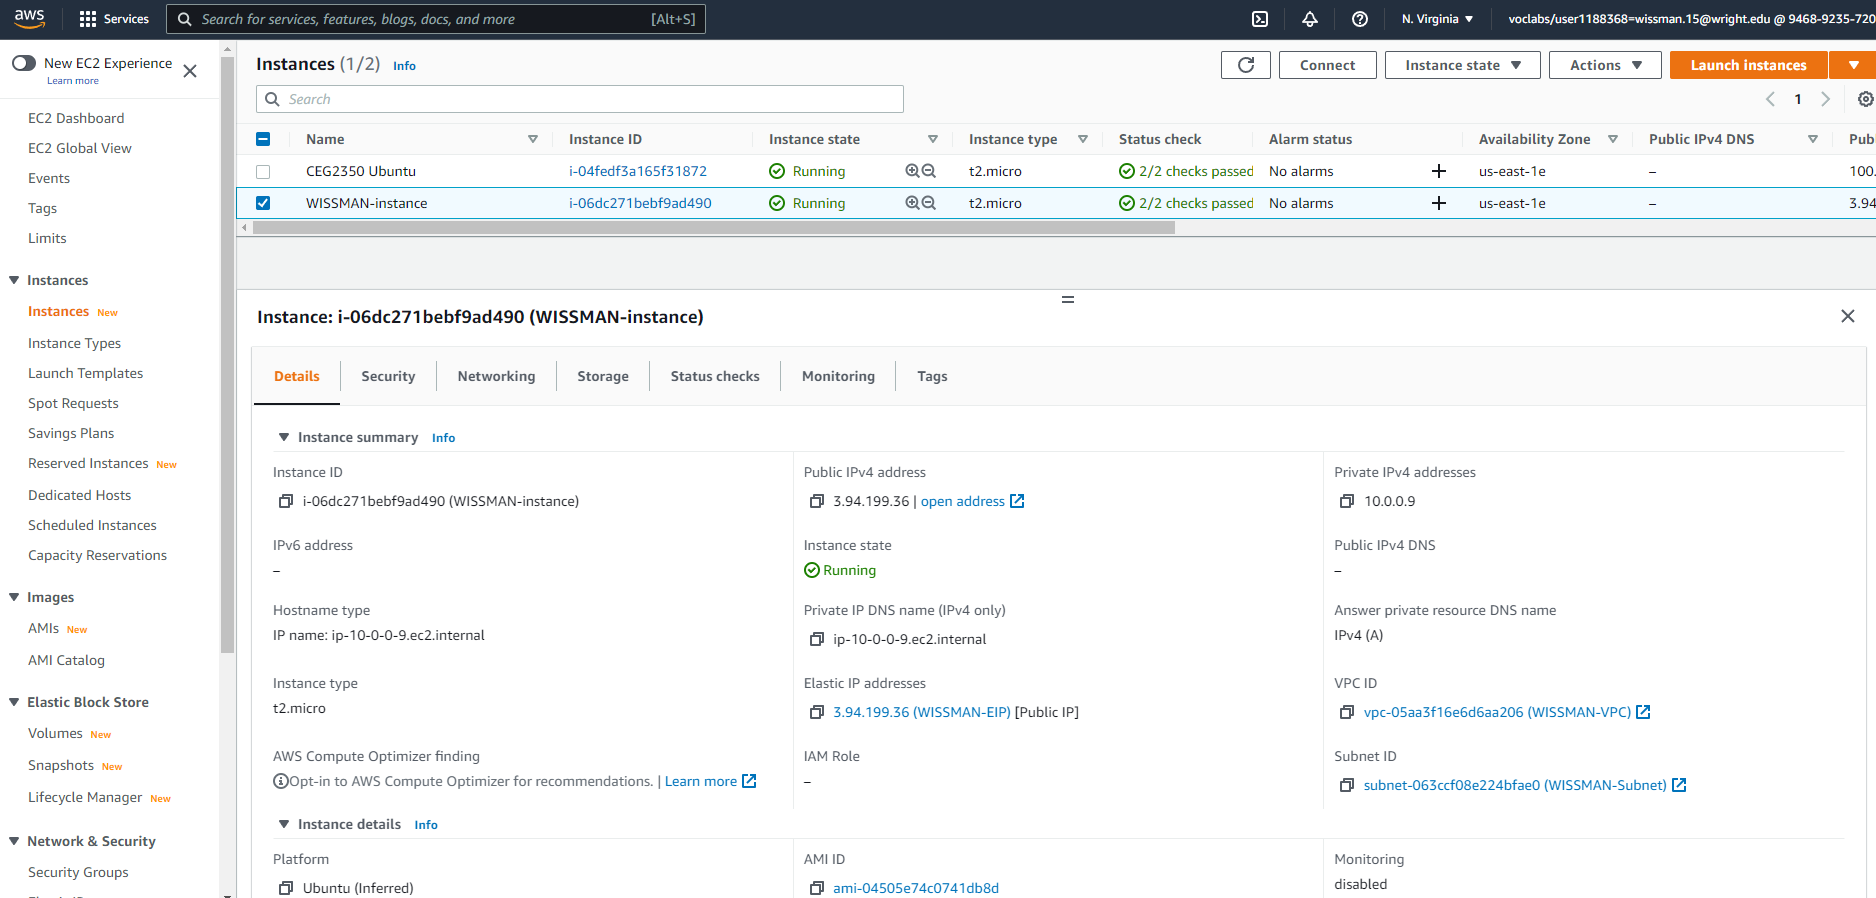 aws Services Search for services, features, blogs, docs, and more [Alt+S] N. Virginia voclabs/user1188368=wissman.15@wright.edu @ 9468-9235-720
New EC2 Experience
Learn more
EC2 Dashboard
EC2 Global View
Events
Tags
Limits
Instances
Instances New
Instance Types
Launch Templates
Spot Requests
Savings Plans
Reserved Instances New
Dedicated Hosts
Scheduled Instances
Capacity Reservations
Images
AMIs New
AMI Catalog
Elastic Block Store
Volumes New
Snapshots New
Lifecycle Manager New
Network & Security
Security Groups
Instances (1/2) Info
Connect Instance state Actions Launch instances
Search
1
Name Instance ID Instance state Instance type Status check Alarm status Availability Zone Public IPv4 DNS Publ
CEG2350 Ubuntu i-04fedf3a165f31872 Running t2.micro 2/2 checks passed No alarms us-east-1e – 100.
WISSMAN-instance i-06dc271bebf9ad490 Running t2.micro 2/2 checks passed No alarms us-east-1e – 3.94
Instance: i-06dc271bebf9ad490 (WISSMAN-instance)
Details Security Networking Storage Status checks Monitoring Tags
Instance summary Info
Instance ID Public IPv4 address Private IPv4 addresses
i-06dc271bebf9ad490 (WISSMAN-instance) 3.94.199.36 | open address 10.0.0.9
IPv6 address Instance state Public IPv4 DNS
– Running –
Hostname type Private IP DNS name (IPv4 only) Answer private resource DNS name
IP name: ip-10-0-0-9.ec2.internal ip-10-0-0-9.ec2.internal IPv4 (A)
Instance type Elastic IP addresses VPC ID
t2.micro 3.94.199.36 (WISSMAN-EIP) [Public IP] vpc-05aa3f16e6d6aa206 (WISSMAN-VPC)
AWS Compute Optimizer finding IAM Role Subnet ID
Opt-in to AWS Compute Optimizer for recommendations. | Learn more – subnet-063ccf08e224bfae0 (WISSMAN-Subnet)
Instance details Info
Platform AMI ID Monitoring
Ubuntu (Inferred) ami-04505e74c0741db8d disabled